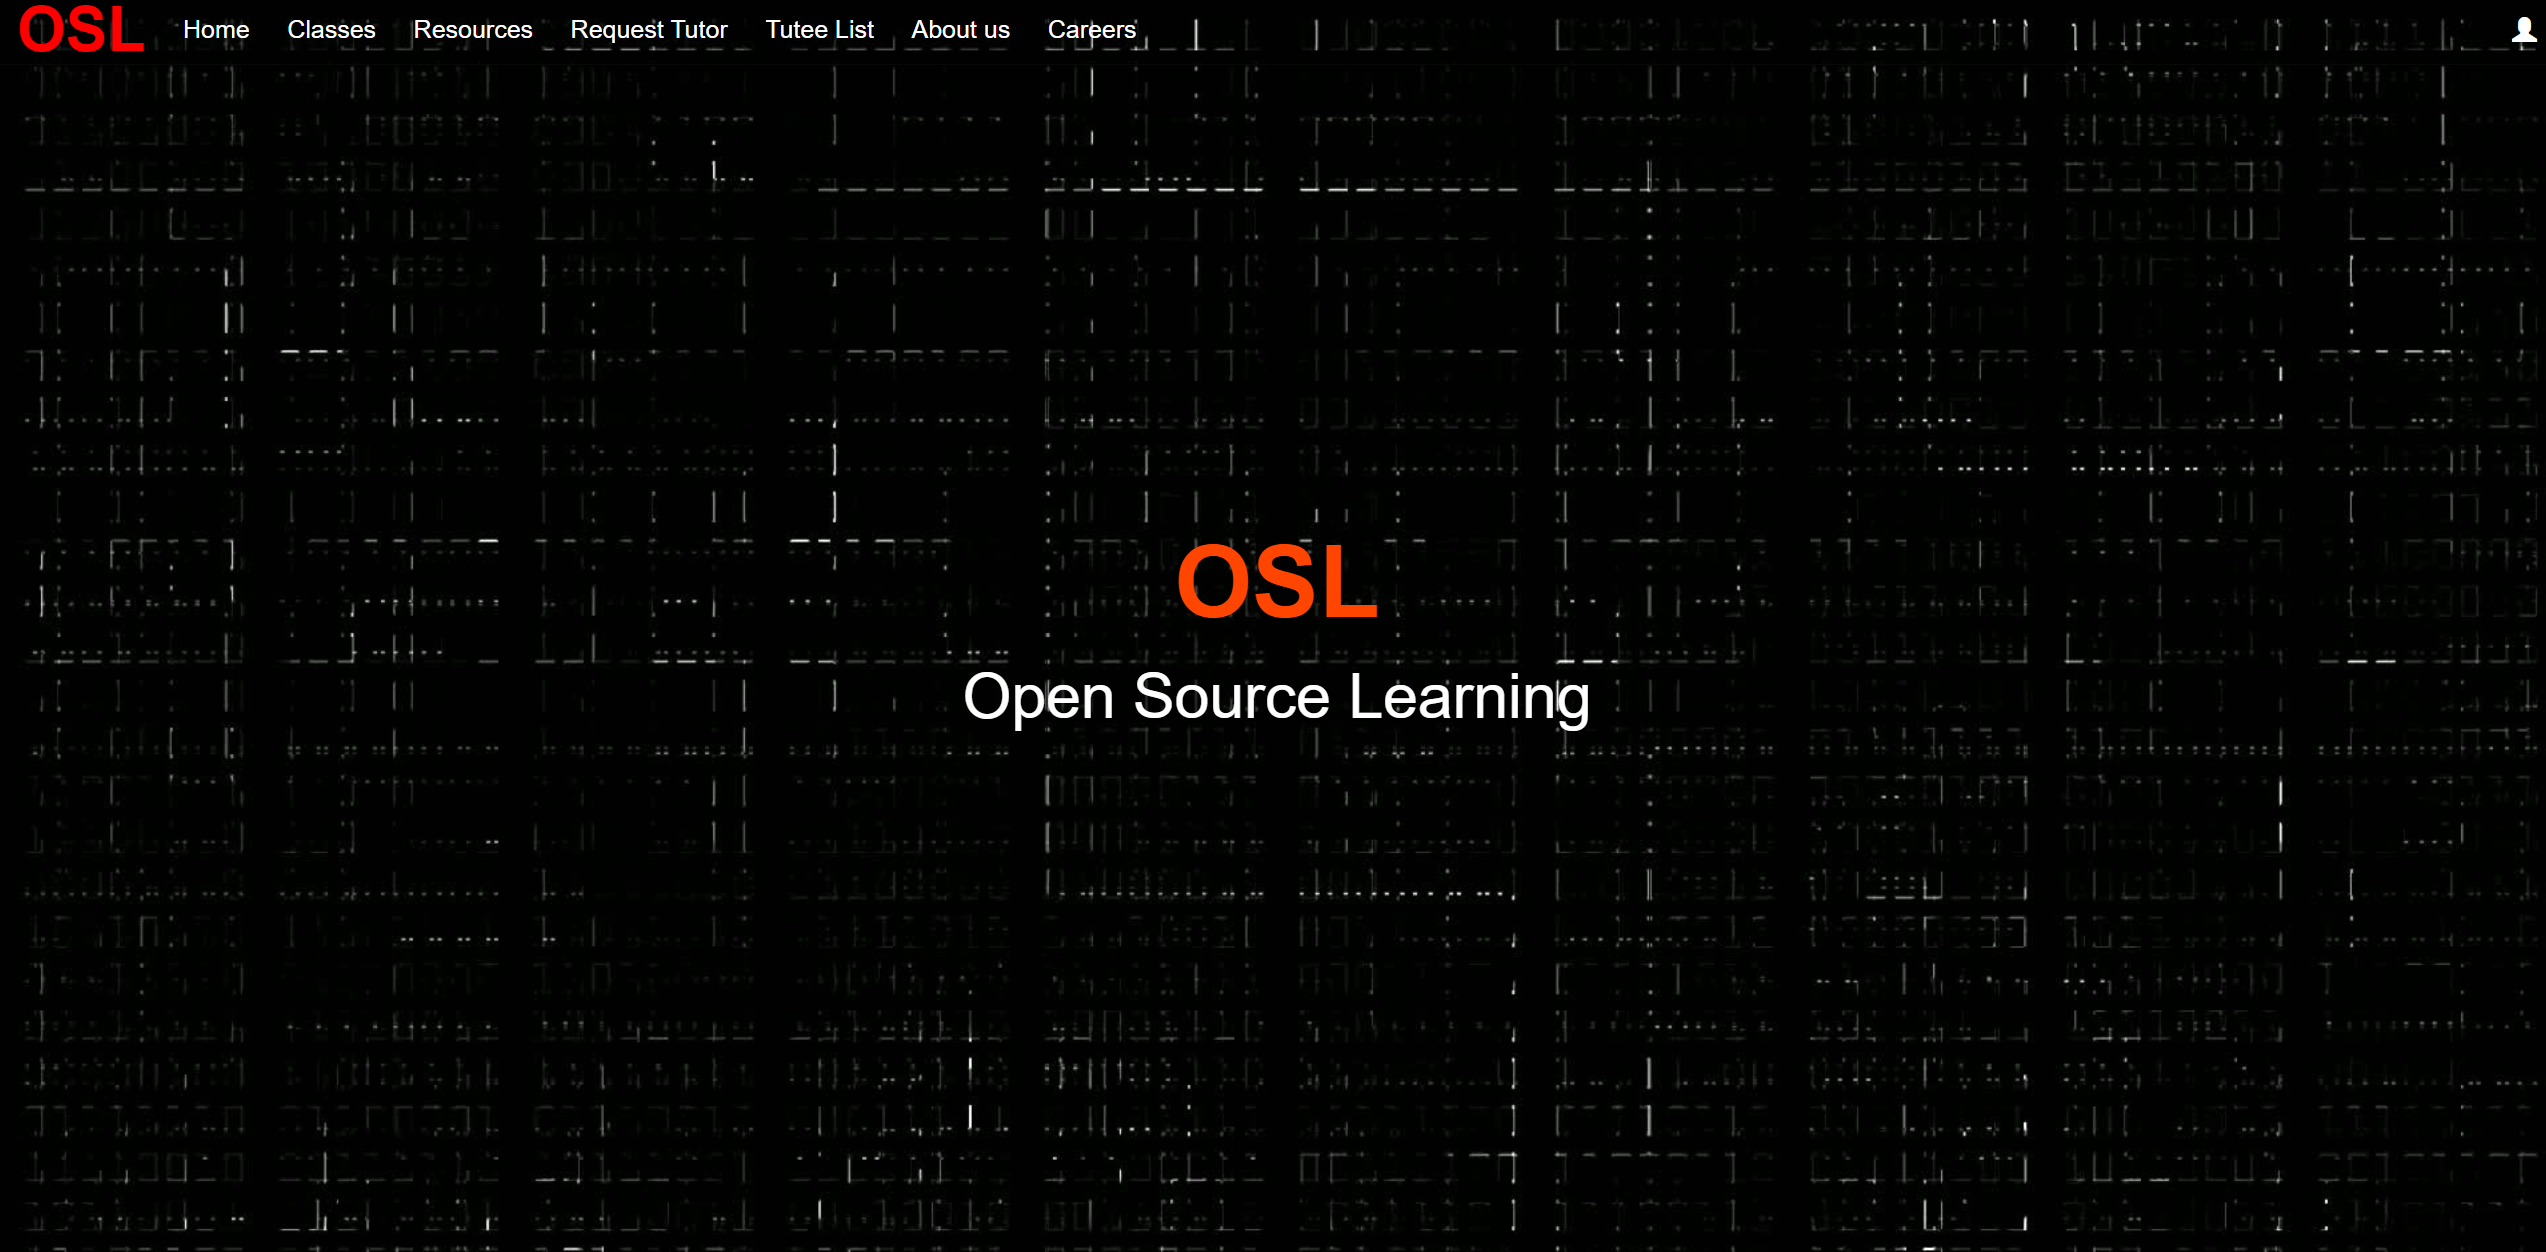 OSL Home Classes Resources Request Tutor Tutee List About us Careers
OSL
Open Source Learning